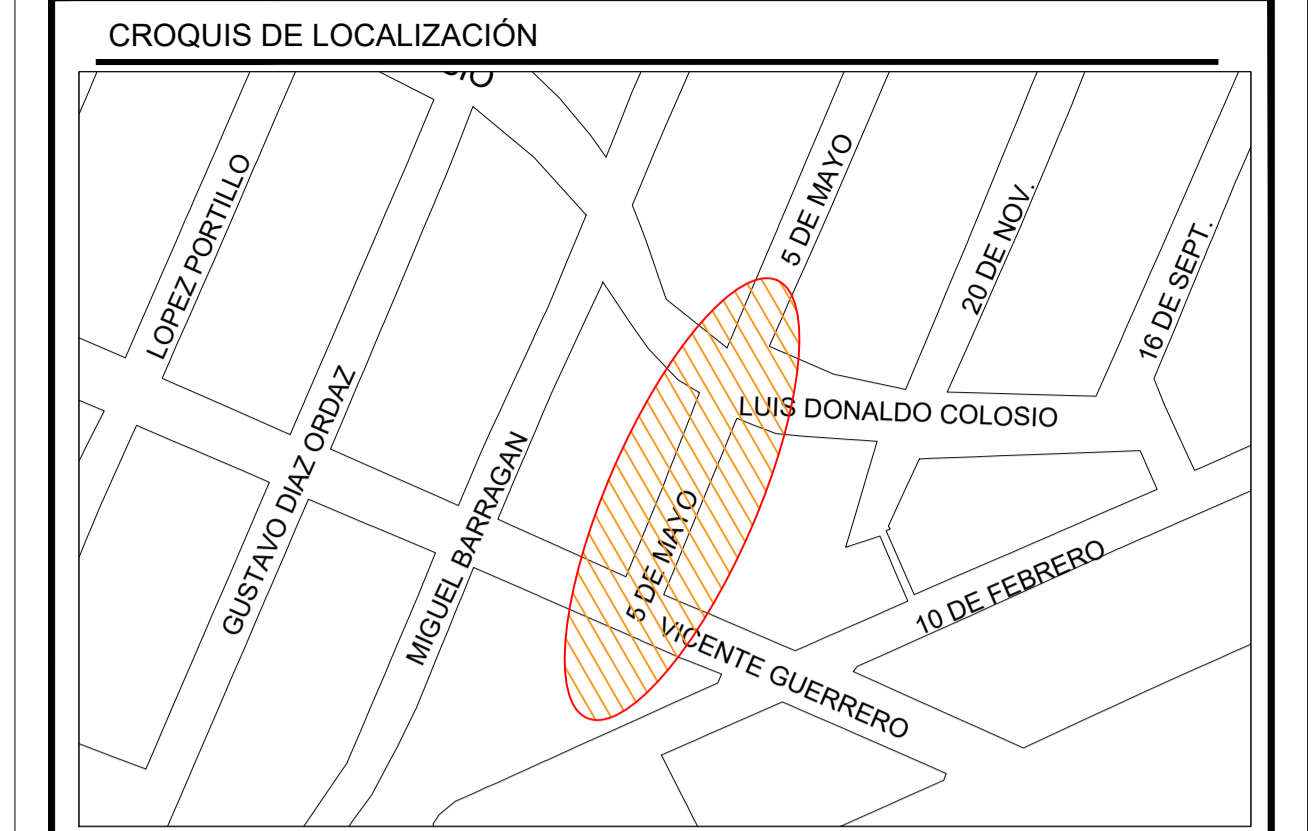 CROQUIS DE LOCALIZACIÓN
LOPEZ PORTILLO
5 DE MAYO
20 DE NOV.
16 DE SEPT.
GUSTAVO DIAZ ORDAZ
MIGUEL BARRAGAN
LUIS DONALDO COLOSIO
5 DE MAYO
10 DE FEBRERO
VICENTE GUERRERO